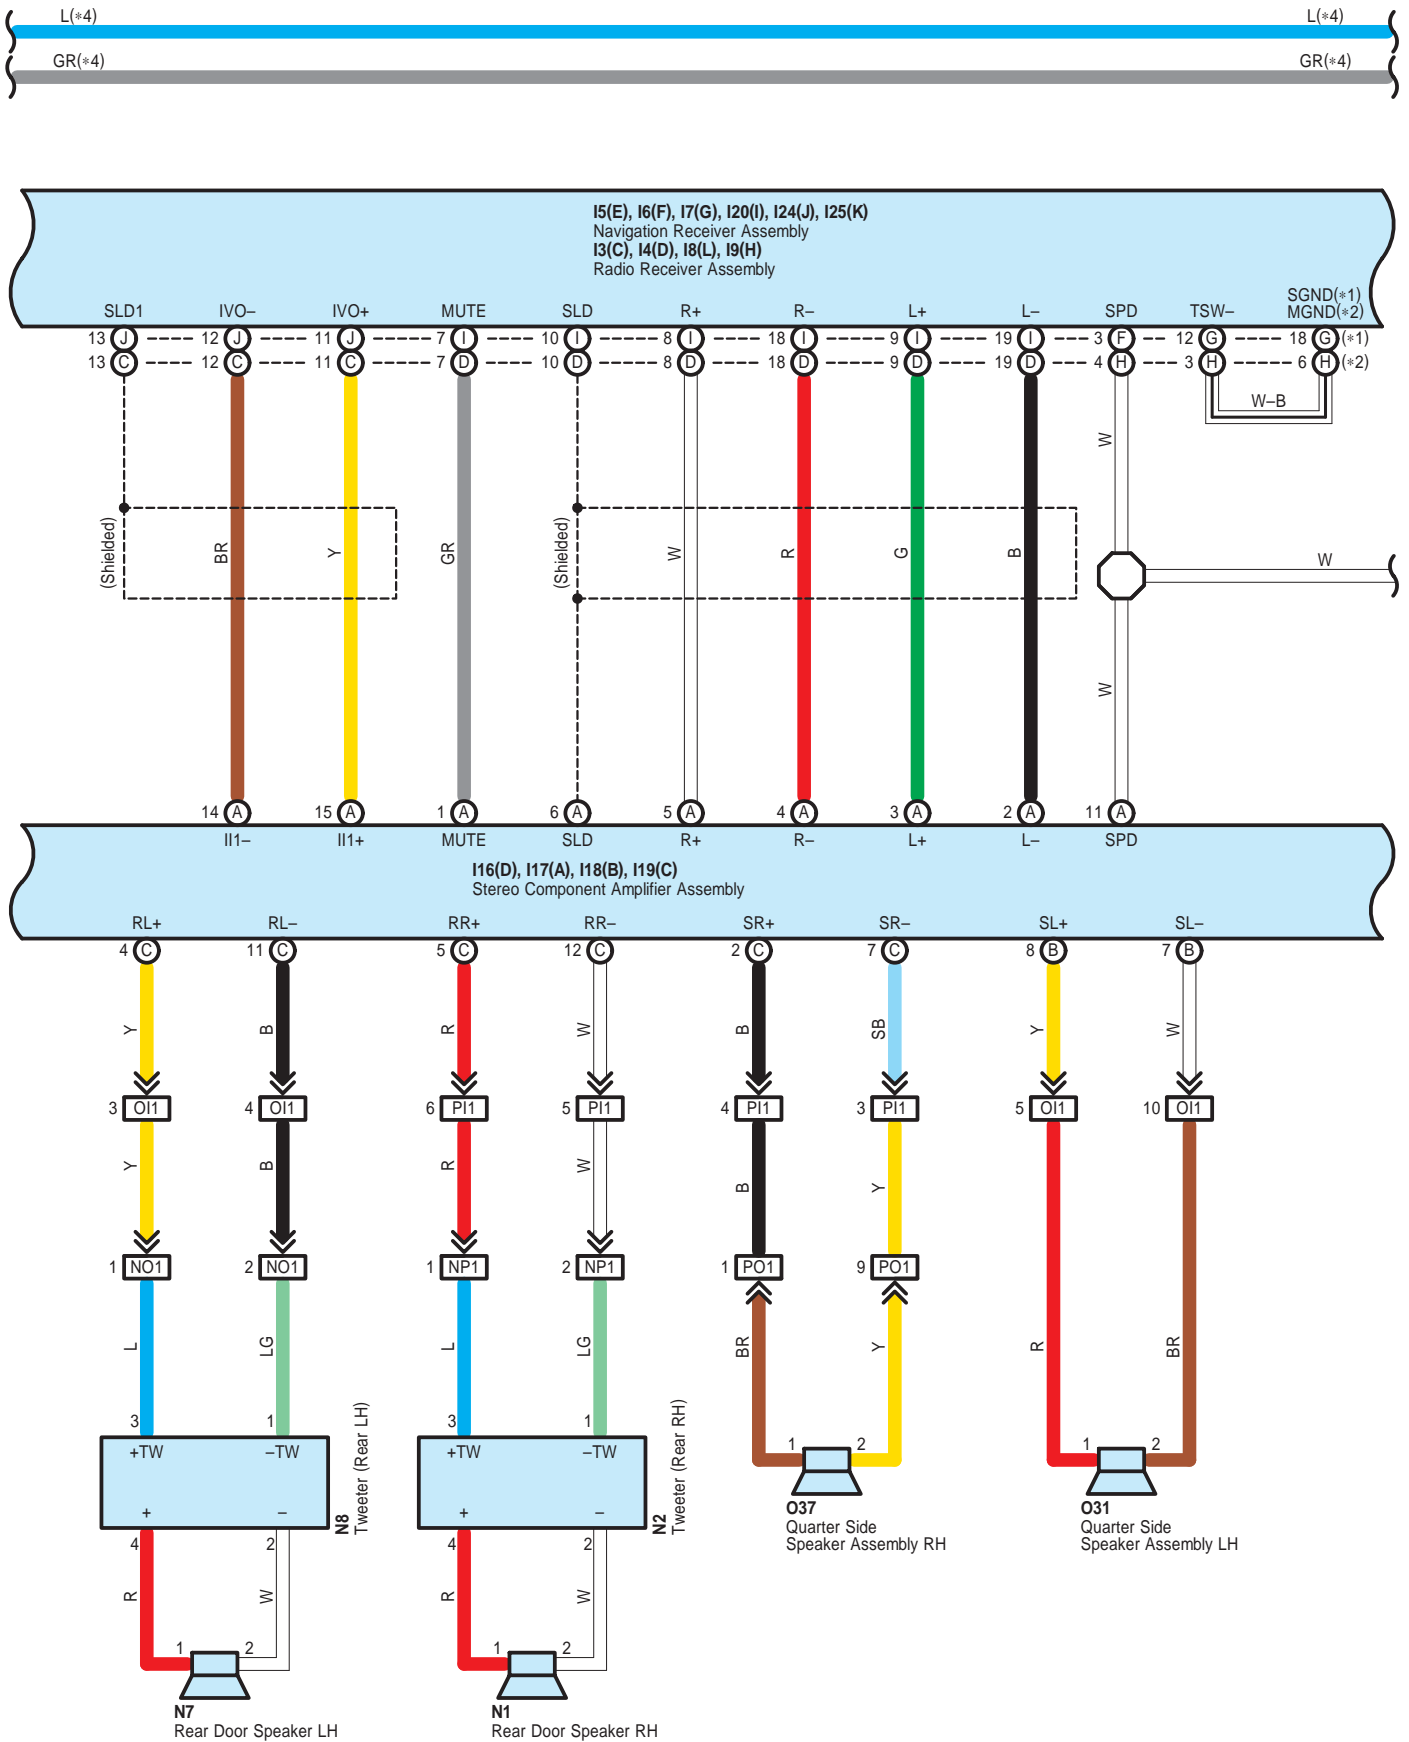 L(∗4) L(∗4)
GR(∗4) GR(∗4)
I5(E), I6(F), I7(G), I20(I), I24(J), I25(K)
Navigation Receiver Assembly
I3(C), I4(D), I8(L), I9(H)
Radio Receiver Assembly
SGND(∗1)
SLD1 IVO– IVO+ MUTE SLD R+ R– L+ L– SPD TSW– MGND(∗2)
13 J 12 J 11 J 7 I 10 I 8 I 18 I 9 I 19 I 3 F 12 G 18 G (∗1)
13 C 12 C 11 C 7 D 10 D 8 D 18 D 9 D 19 D 4 H 3 H 6 H (∗2)
W–B
W
(Shielded) BR Y GR (Shielded) W R G B W
W
14 A 15 A 1 A 6 A 5 A 4 A 3 A 2 A 11 A
II1– II1+ MUTE SLD R+ R– L+ L– SPD
I16(D), I17(A), I18(B), I19(C)
Stereo Component Amplifier Assembly
RL+ RL– RR+ RR– SR+ SR– SL+ SL–
4 C 11 C 5 C 12 C 2 C 7 C 8 B 7 B
Y B R W B SB Y W
3 OI1 4 OI1 6 PI1 5 PI1 4 PI1 3 PI1 5 OI1 10 OI1
Y B R W B Y
1 NO1 2 NO1 1 NP1 2 NP1 1 PO1 9 PO1
L LG L LG BR Y R BR
3 1 3 1
+TW –TW +TW –TW 1 2 1 2
+ – + –
N8
Tweeter (Rear LH)
N2
Tweeter (Rear RH)
O37
Quarter Side
Speaker Assembly RH
O31
Quarter Side
Speaker Assembly LH
4 2 4 2
R W R W
1 2 1 2
N7
Rear Door Speaker LH
N1
Rear Door Speaker RH